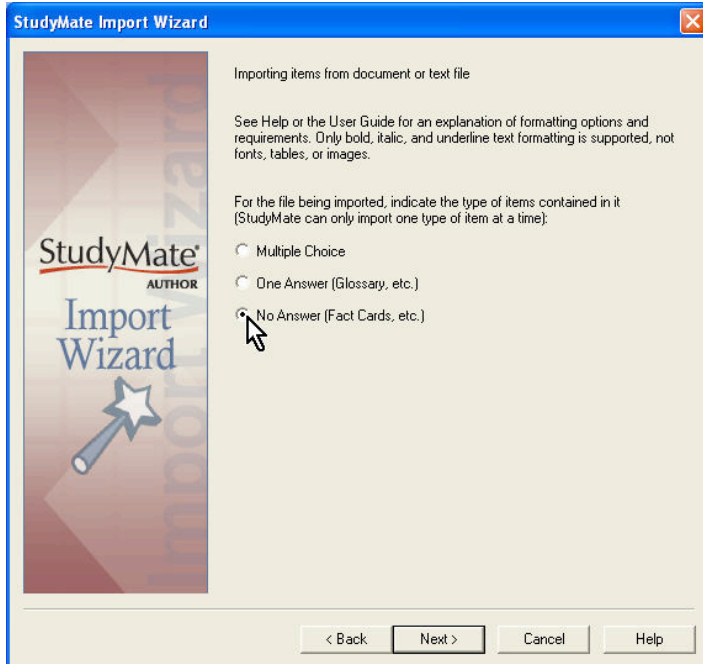 StudyMate Import Wizard
Importing items from document or text file
See Help or the User Guide for an explanation of formatting options and
requirements. Only bold, italic, and underline text formatting is supported, not
fonts, tables, or images.
For the file being imported, indicate the type of items contained in it
(StudyMate can only import one type of item at a time):
Multiple Choice
One Answer (Glossary, etc.)
No Answer (Fact Cards, etc.)
StudyMate®
AUTHOR
Import
Wizard
Import Wizard
< Back
Next >
Cancel
Help